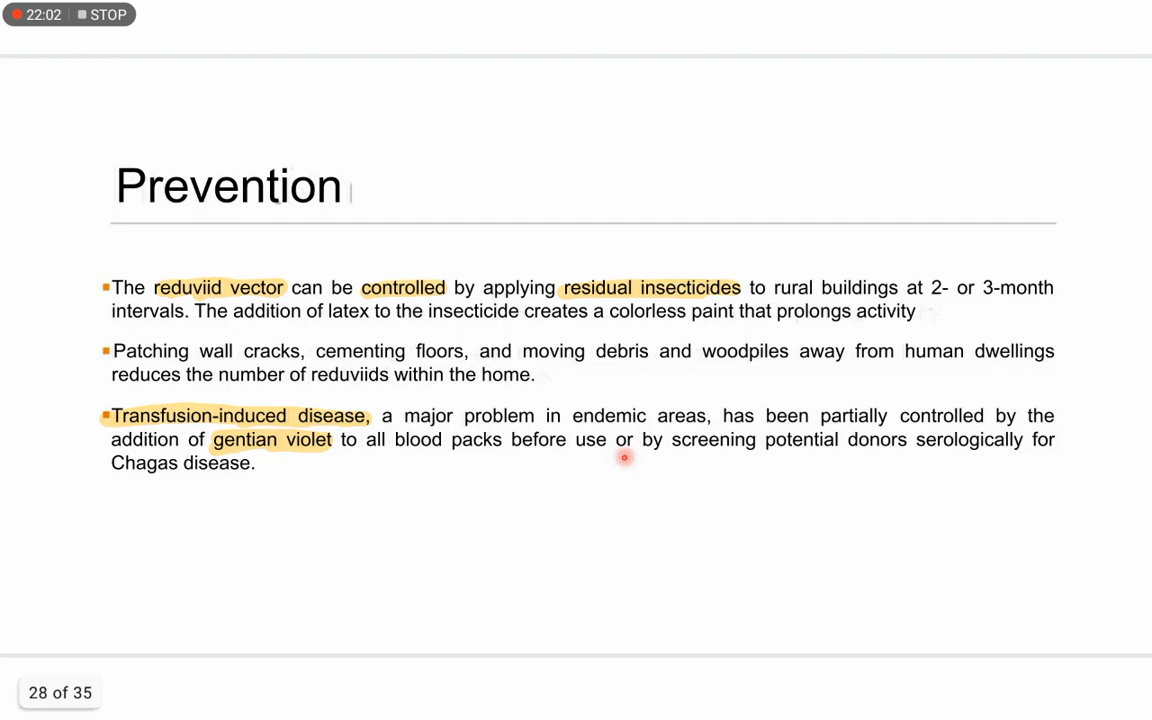 22:02 STOP
Prevention
The reduviid vector can be controlled by applying residual insecticides to rural buildings at 2- or 3-month
intervals. The addition of latex to the insecticide creates a colorless paint that prolongs activity
Patching wall cracks, cementing floors, and moving debris and woodpiles away from human dwellings
reduces the number of reduviids within the home.
Transfusion-induced disease, a major problem in endemic areas, has been partially controlled by the
addition of gentian violet to all blood packs before use or by screening potential donors serologically for
Chagas disease.
28 of 35